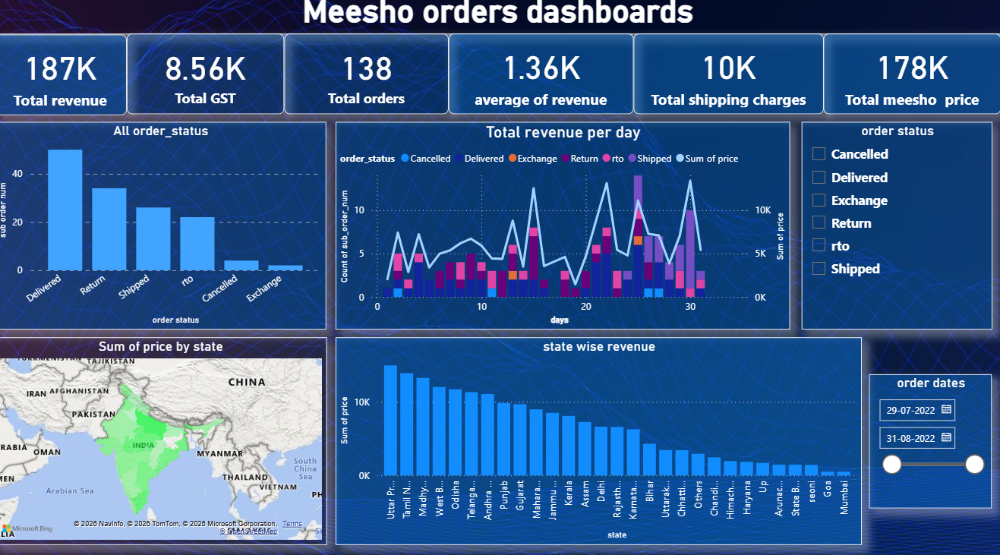 Meesho orders dashboards
187K
Total revenue
8.56K
Total GST
138
Total orders
1.36K
average of revenue
10K
Total shipping charges
178K
Total meesho price
All order_status
sub order num
40
20
0
Delivered
Return
Shipped
rto
Cancelled
Exchange
order status
Total revenue per day
order_status Cancelled Delivered Exchange Return rto Shipped Sum of price
Count of sub_order_num
10
5
0
10K
5K
0K
Sum of price
0 10 20 30
days
order status
Cancelled
Delivered
Exchange
Return
rto
Shipped
Sum of price by state
TURKMENISTAN
TAJIKISTAN
CHINA
IRAN
AFGHANISTAN
PAKISTAN
RABIA
OMAN
INDIA
MYANMAR
MEN
THAILAND
VIETNAM
South
China
Sea
Arabian Sea
PH
LIA
Microsoft Bing
© 2026 NavInfo, © 2026 TomTom, © 2026 Microsoft Corporation, Terms
© OpenStreetMap
state wise revenue
Sum of price
10K
0K
Uttar Pr...
Tamil N...
Madhy...
West B...
Odisha
Telanga...
Andhra ...
Punjab
Gujarat
Mahara...
Jammu ...
Kerala
Assam
Delhi
Rajasth...
Karnata...
BIhar
Uttarak...
Chhatti...
Others
Chandi...
Himach...
Haryana
Up
Arunac...
State B...
seoni
Goa
Mumbai
state
order dates
29-07-2022
31-08-2022